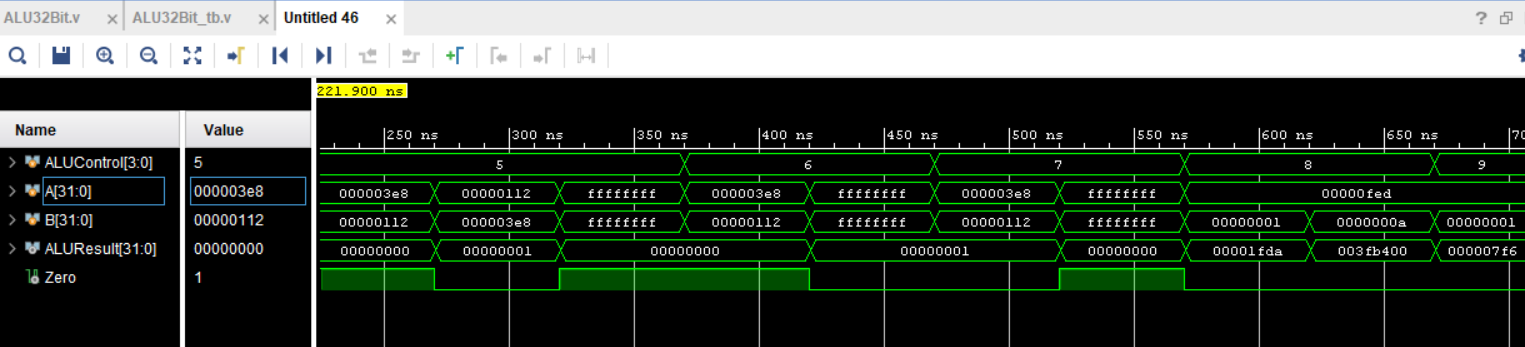 ALU32Bit.v × ALU32Bit_tb.v × Untitled 46 ×
?
221.900 ns
Name Value
250 ns 300 ns 350 ns 400 ns 450 ns 500 ns 550 ns 600 ns 650 ns 70
ALUControl[3:0] 5 5 6 7 8 9
A[31:0] 000003e8 000003e8 00000112 ffffffff 000003e8 ffffffff 000003e8 ffffffff 00000fed
B[31:0] 00000112 00000112 000003e8 ffffffff 00000112 ffffffff 00000112 ffffffff 00000001 0000000a 00000001
ALUResult[31:0] 00000000 00000000 00000001 00000000 00000001 00000000 00001fda 003fb400 000007f6
Zero 1